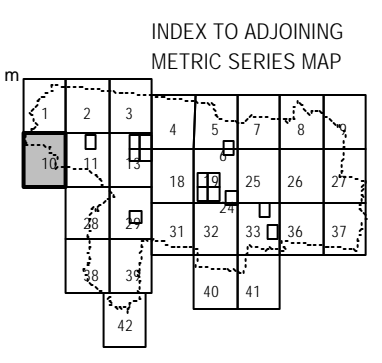 INDEX TO ADJOINING
METRIC SERIES MAP
m
1 2 3
4 5 7 8 9
6
10 11 13
18 19 25 26 27
24
28 29
31 32 33 36 37
38 39
40 41
42